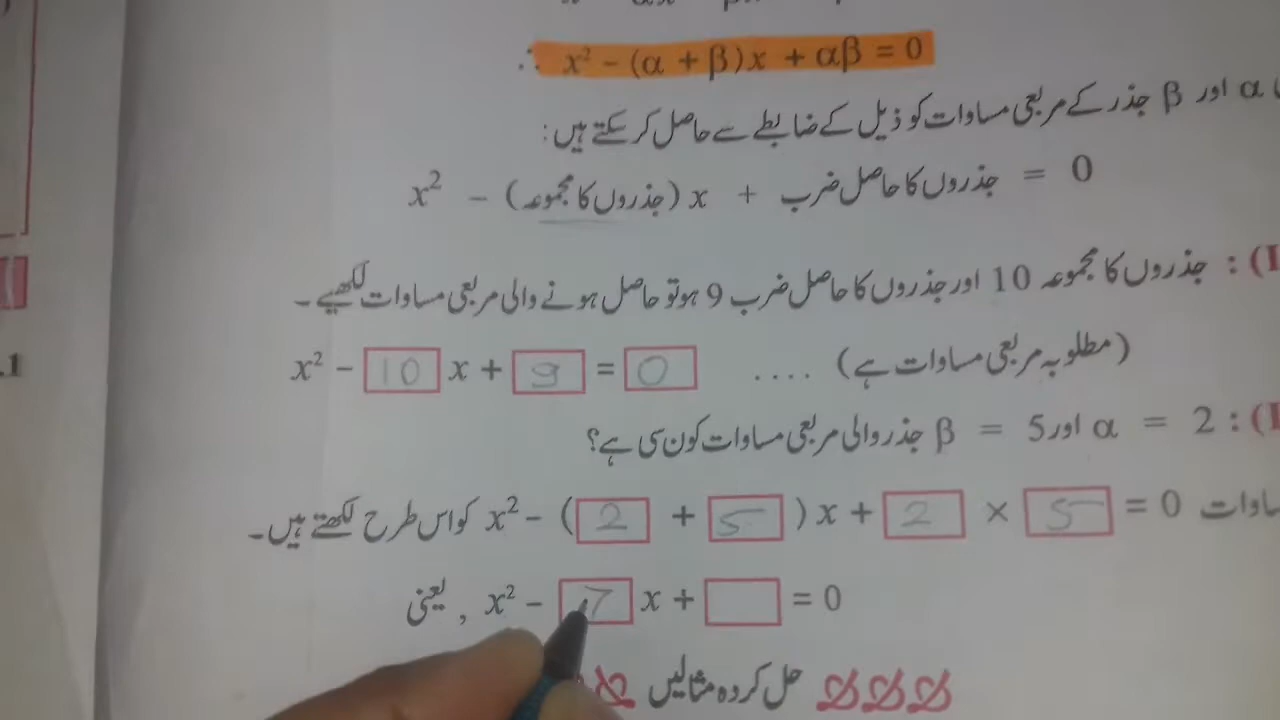 ∴ x² − (α + β)x + αβ = 0
α اور β جذر کے مربعی مساوات کو ذیل کے ضابطے سے حاصل کر سکتے ہیں:
x² − (جذروں کا مجموعہ) x + جذروں کا حاصل ضرب = 0
: جذروں کا مجموعہ 10 اور جذروں کا حاصل ضرب 9 ہو تو حاصل ہونے والی مربعی مساوات لکھیے۔
x² − 10 x + 9 = 0 .... (مطلوبہ مربعی مساوات ہے)
.1
: α = 2 اور β = 5 جذر والی مربعی مساوات کون سی ہے؟
x² − (2 + 5)x + 2 × 5 = 0 کو اس طرح لکھتے ہیں۔
یعنی , x² − 7 x + = 0
حل کردہ مثالیں